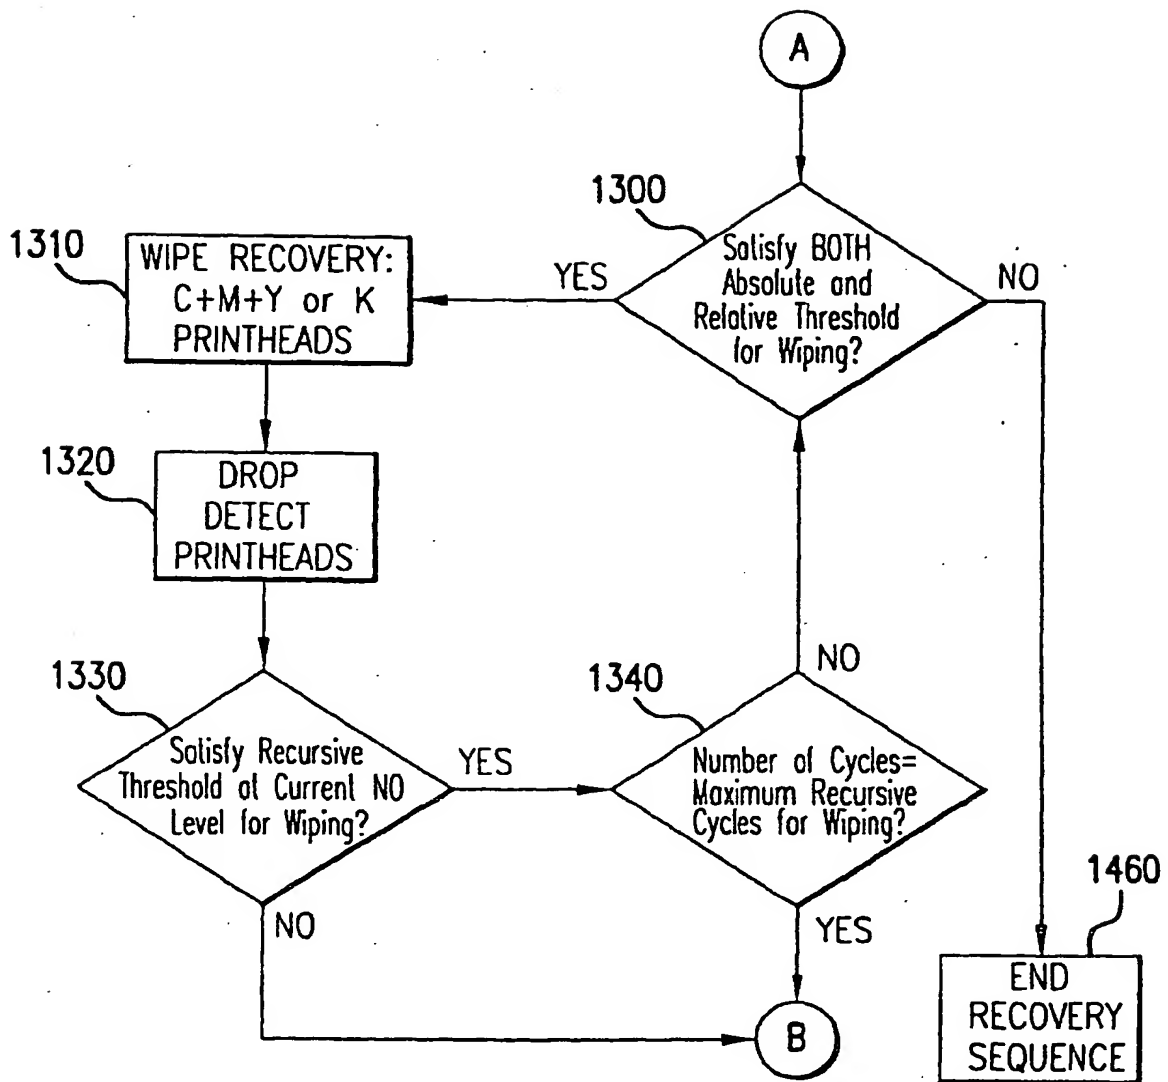 A
1300
Satisfy BOTH
Absolute and
Relative Threshold
for Wiping?
YES
NO
1310
WIPE RECOVERY:
C+M+Y or K
PRINTHEADS
1320
DROP
DETECT
PRINTHEADS
1330
Satisfy Recursive
Threshold at Current NO
Level for Wiping?
YES
NO
1340
Number of Cycles=
Maximum Recursive
Cycles for Wiping?
NO
YES
B
1460
END
RECOVERY
SEQUENCE